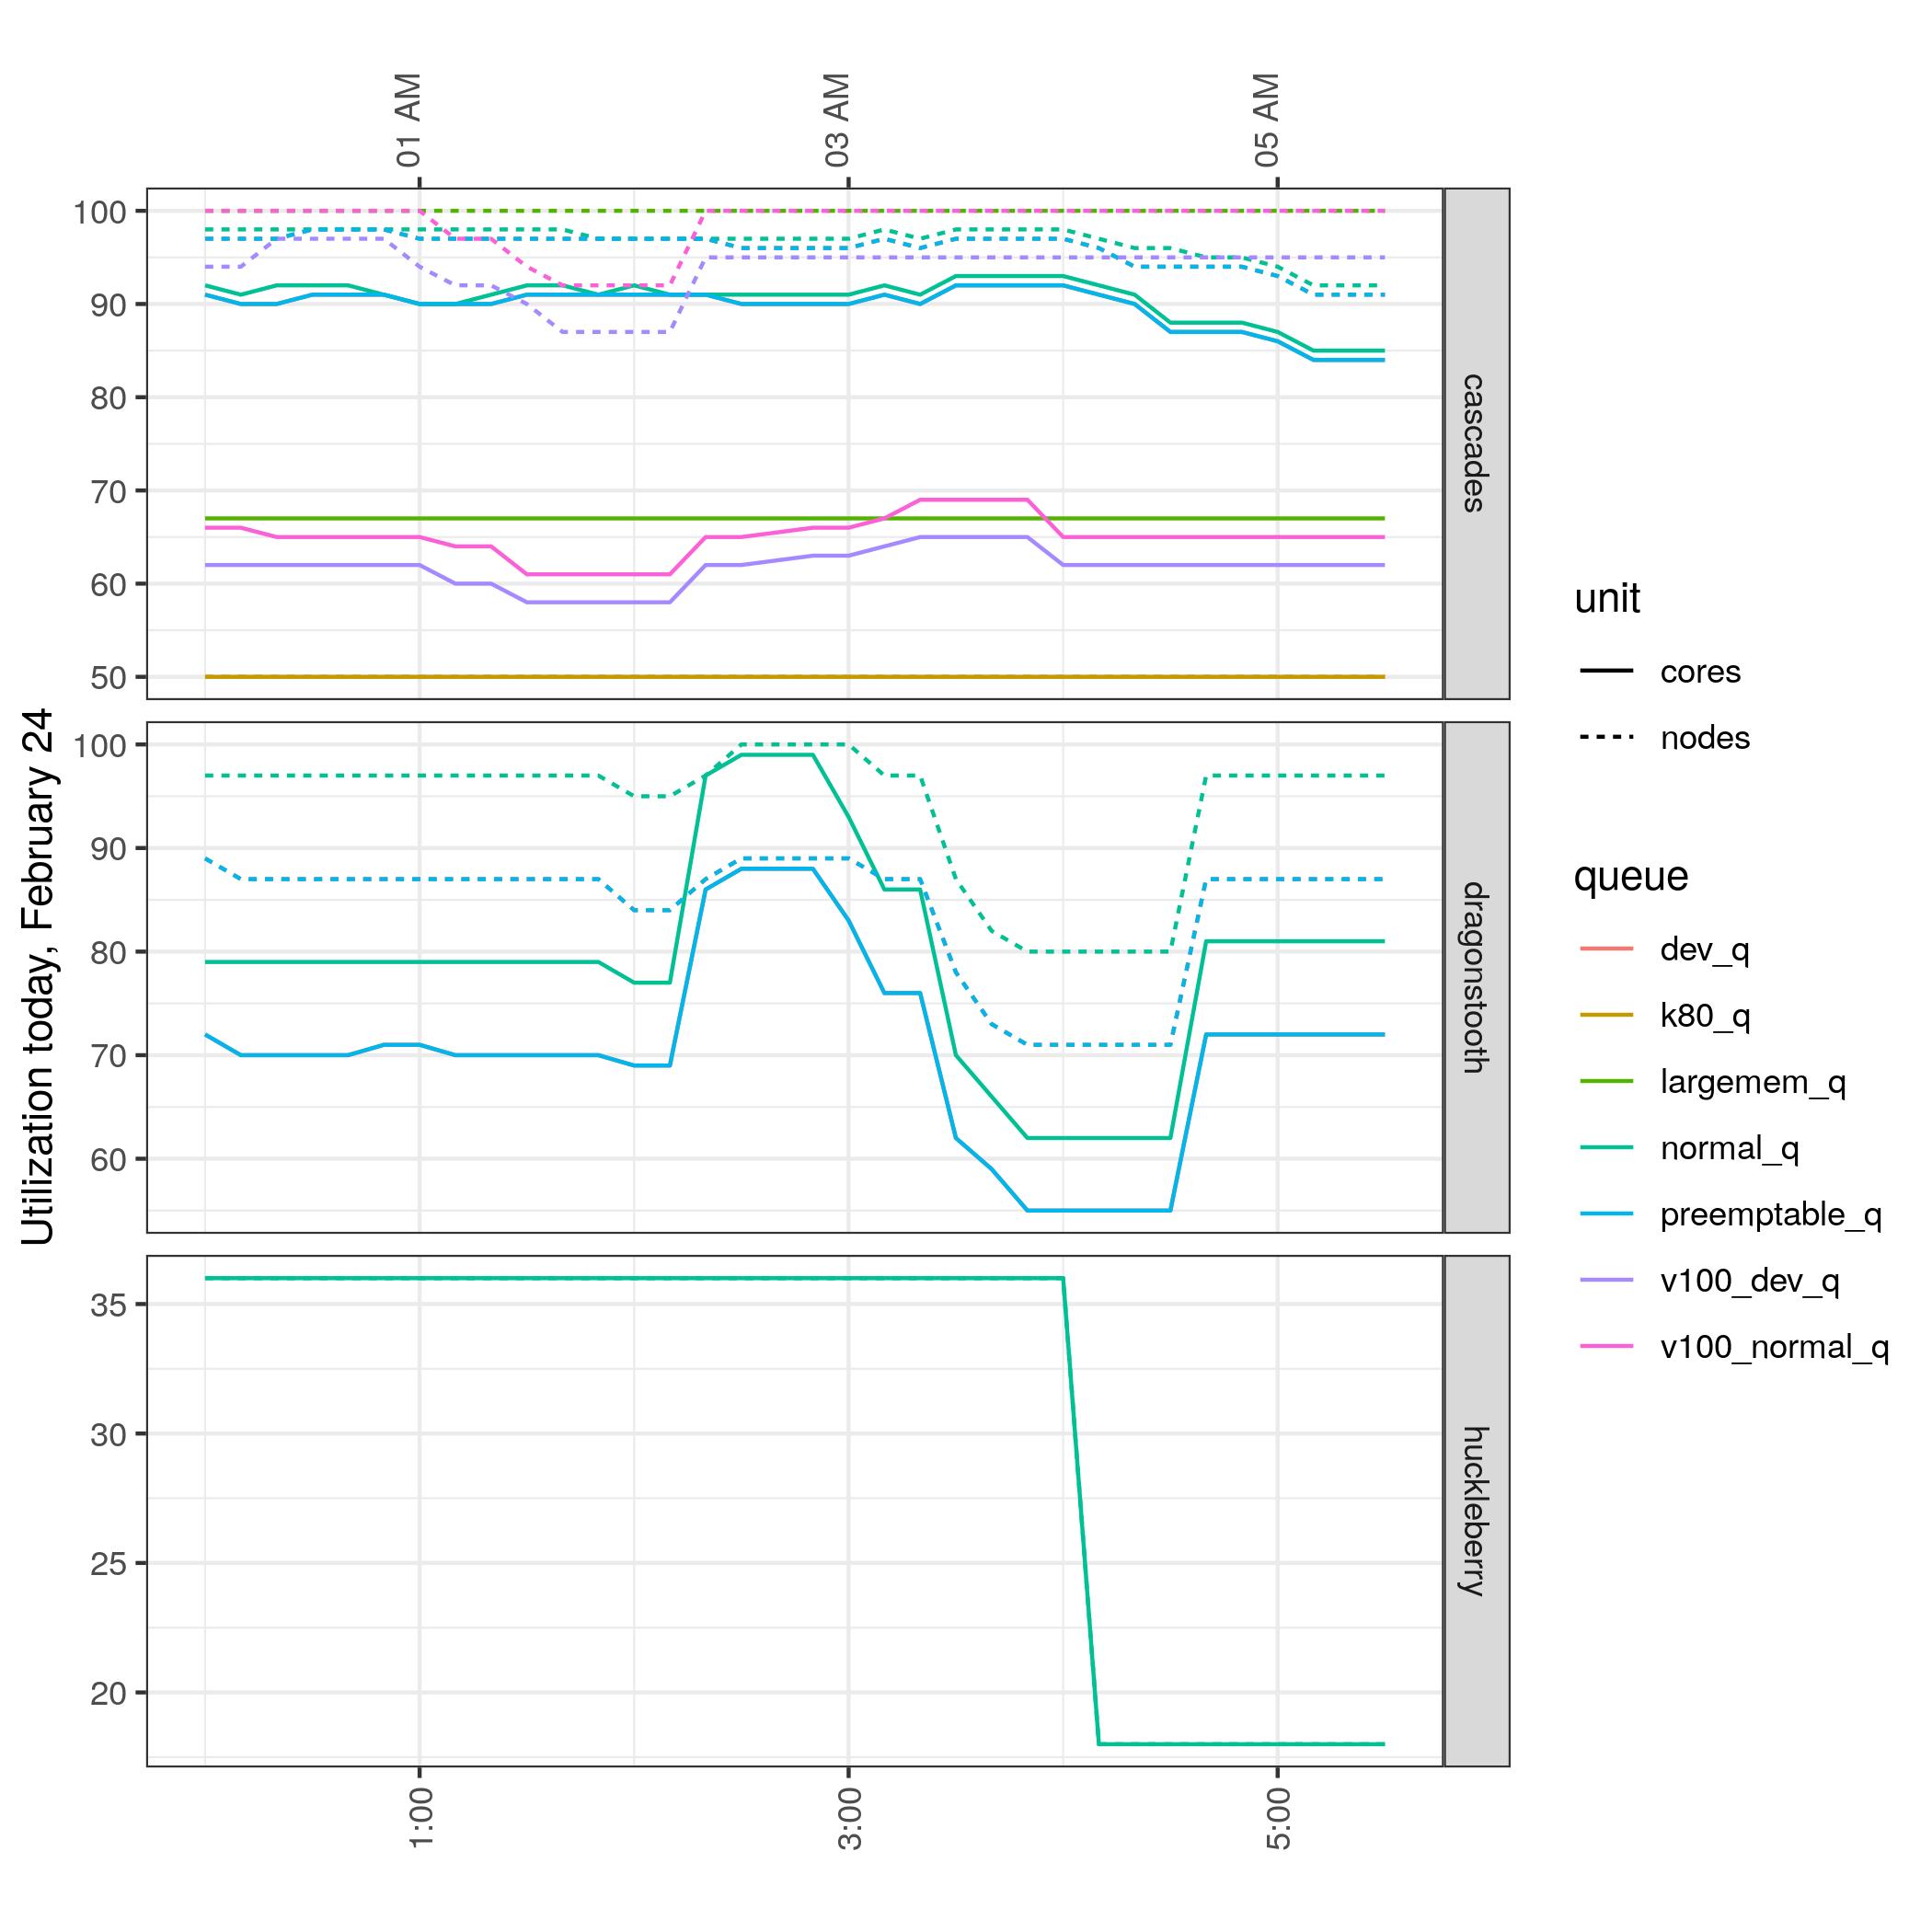 01 AM
03 AM
05 AM
Utilization today, February 24
100
90
80
70
60
50
cascades
100
90
80
70
60
dragonstooth
35
30
25
20
huckleberry
1:00
3:00
5:00
unit
cores
nodes
queue
dev_q
k80_q
largemem_q
normal_q
preemptable_q
v100_dev_q
v100_normal_q